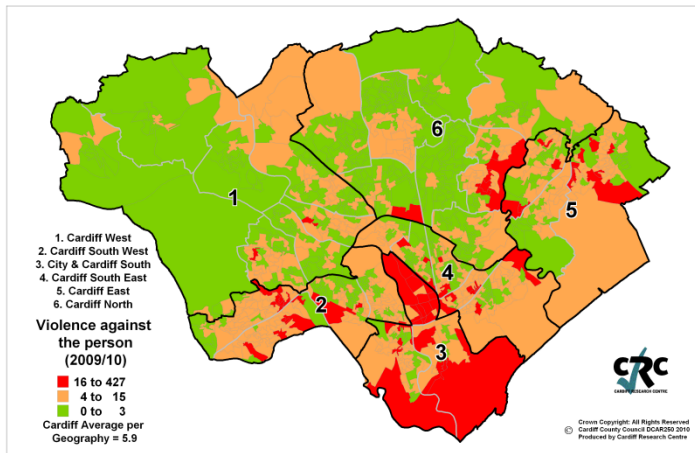 6
1
5
4
2
3
1. Cardiff West
2. Cardiff South West
3. City & Cardiff South
4. Cardiff South East
5. Cardiff East
6. Cardiff North
Violence against
the person
(2009/10)
16 to 427
4 to 15
0 to 3
Cardiff Average per
Geography = 5.9
CRC
CARDIFF RESEARCH CENTRE
Crown Copyright: All Rights Reserved
© Cardiff County Council DCAR250 2010
Produced by Cardiff Research Centre